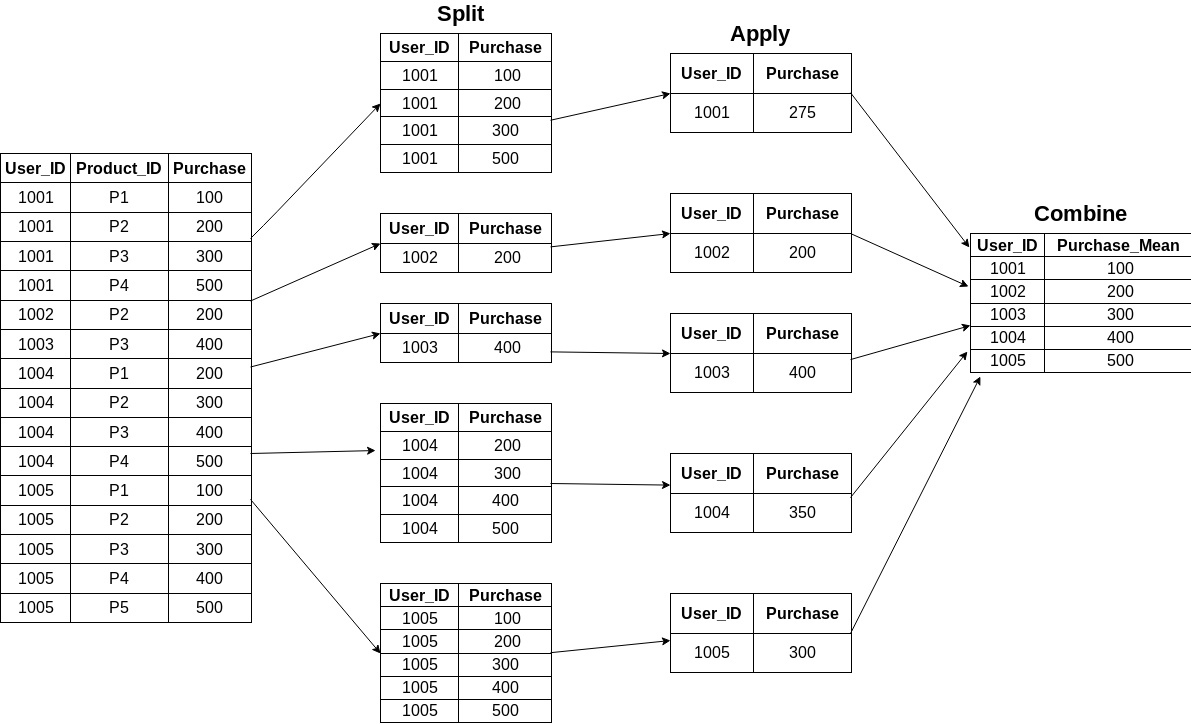 Split
User_ID Purchase
1001 100
1001 200
1001 300
1001 500
Apply
User_ID Purchase
1001 275
User_ID Product_ID Purchase
1001 P1 100
1001 P2 200
1001 P3 300
1001 P4 500
1002 P2 200
1003 P3 400
1004 P1 200
1004 P2 300
1004 P3 400
1004 P4 500
1005 P1 100
1005 P2 200
1005 P3 300
1005 P4 400
1005 P5 500
User_ID Purchase
1002 200
User_ID Purchase
1002 200
User_ID Purchase
1003 400
User_ID Purchase
1003 400
User_ID Purchase
1004 200
1004 300
1004 400
1004 500
User_ID Purchase
1004 350
User_ID Purchase
1005 100
1005 200
1005 300
1005 400
1005 500
User_ID Purchase
1005 300
Combine
User_ID Purchase_Mean
1001 100
1002 200
1003 300
1004 400
1005 500